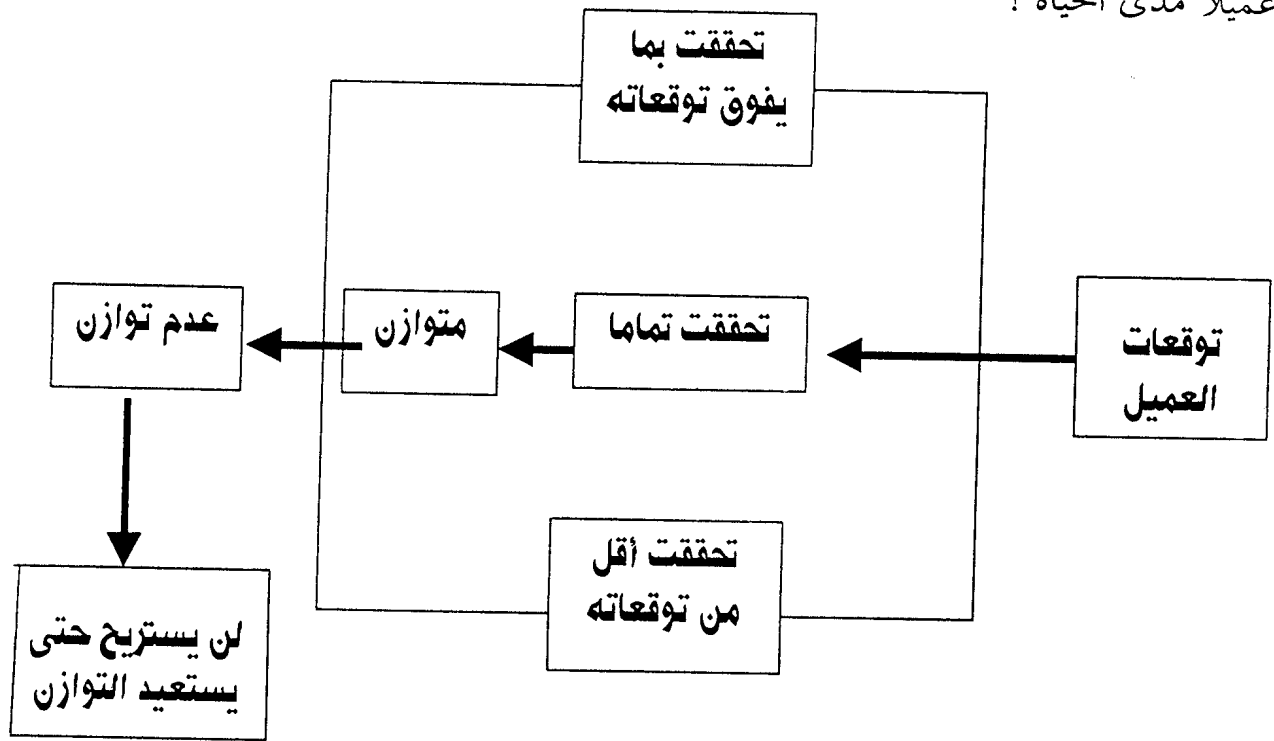 عميلا مدى الحياة ؟
تحققت بما
يفوق توقعاته
توقعات
العميل
تحققت تماما
متوازن
عدم توازن
تحققت أقل
من توقعاته
لن يستريح حتى
يستعيد التوازن